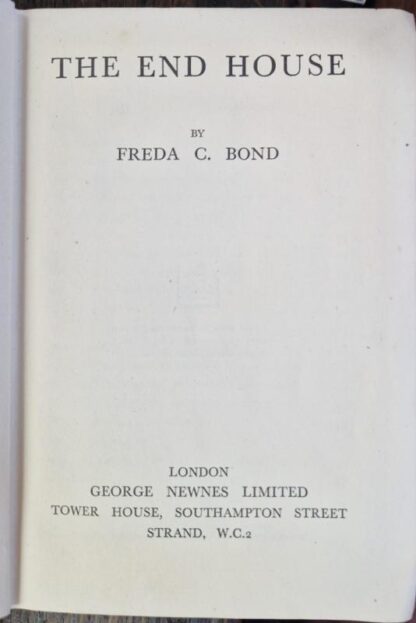 THE END HOUSE
BY
FREDA C. BOND
LONDON
GEORGE NEWNES LIMITED
TOWER HOUSE, SOUTHAMPTON STREET
STRAND, W.C.2